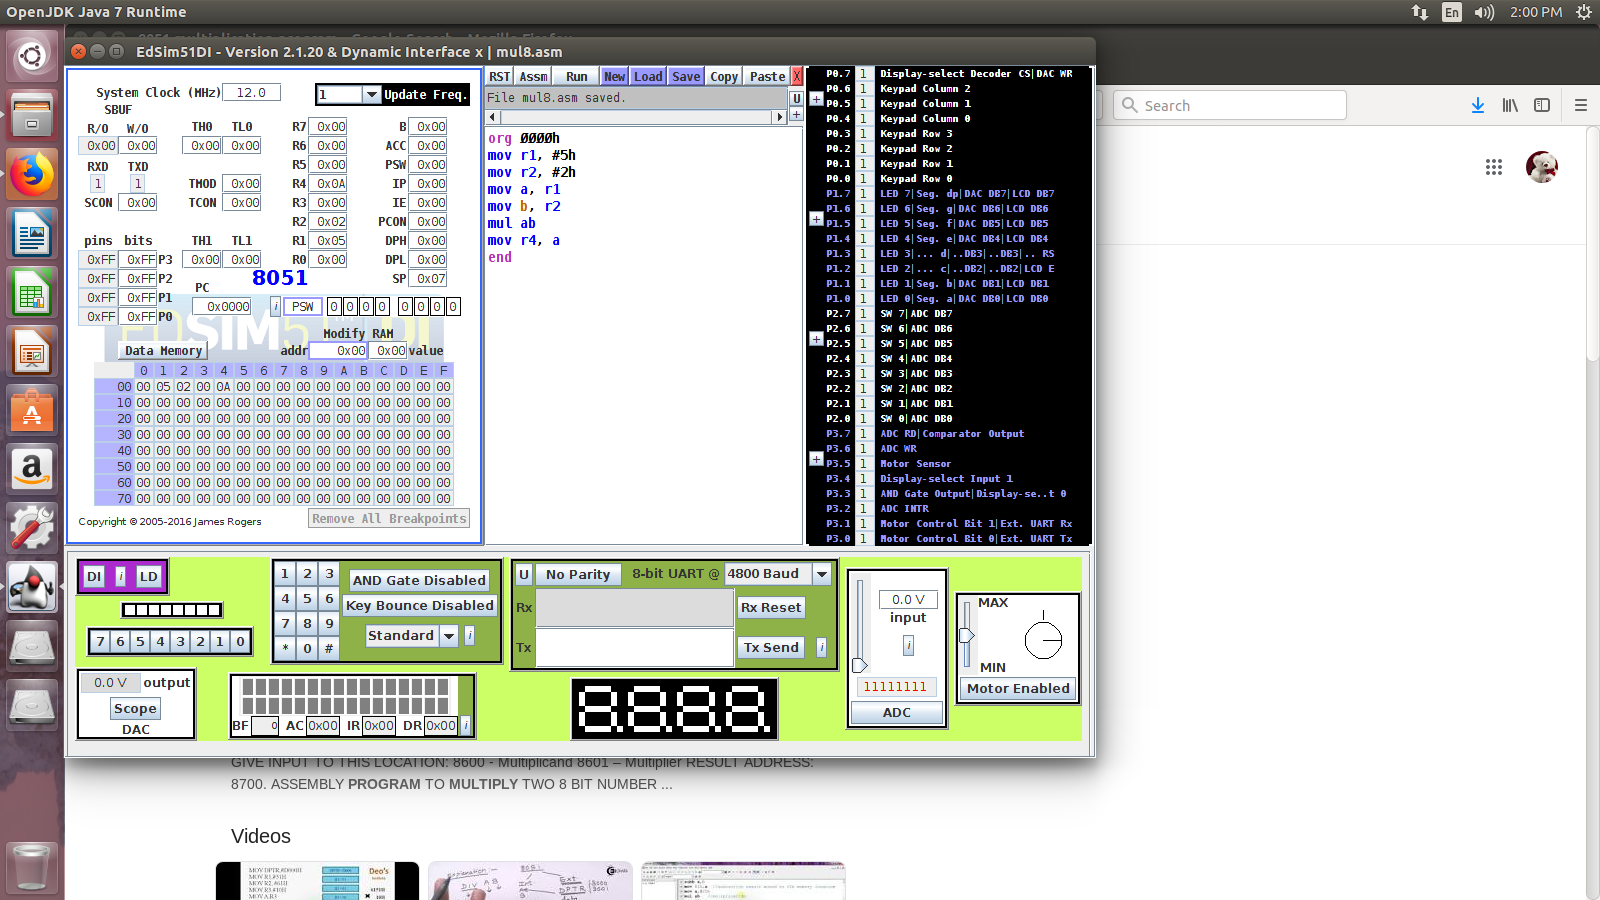 OpenJDK Java 7 Runtime
En
2:00 PM
EdSim51DI - Version 2.1.20 & Dynamic Interface x | mul8.asm
Search
System Clock (MHz) 12.0
1 Update Freq.
SBUF
R/O W/O TH0 TL0 R7 0x00 B 0x00
0x00 0x00 0x00 0x00 R6 0x00 ACC 0x00
RXD TXD R5 0x00 PSW 0x00
1 1 TMOD 0x00 R4 0x0A IP 0x00
SCON 0x00 TCON 0x00 R3 0x00 IE 0x00
R2 0x02 PCON 0x00
pins bits TH1 TL1 R1 0x05 DPH 0x00
0xFF 0xFF P3 0x00 0x00 R0 0x00 DPL 0x00
0xFF 0xFF P2 8051 SP 0x07
0xFF 0xFF P1 PC
0xFF 0xFF P0 0x0000 i PSW 0 0 0 0 0 0 0 0
Modify RAM
Data Memory addr 0x00 0x00 value
0 1 2 3 4 5 6 7 8 9 A B C D E F
00 00 05 02 00 0A 00 00 00 00 00 00 00 00 00 00 00
10 00 00 00 00 00 00 00 00 00 00 00 00 00 00 00 00
20 00 00 00 00 00 00 00 00 00 00 00 00 00 00 00 00
30 00 00 00 00 00 00 00 00 00 00 00 00 00 00 00 00
40 00 00 00 00 00 00 00 00 00 00 00 00 00 00 00 00
50 00 00 00 00 00 00 00 00 00 00 00 00 00 00 00 00
60 00 00 00 00 00 00 00 00 00 00 00 00 00 00 00 00
70 00 00 00 00 00 00 00 00 00 00 00 00 00 00 00 00
Copyright © 2005-2016 James Rogers
Remove All Breakpoints
RST Assm Run New Load Save Copy Paste X
File mul8.asm saved.
U
org 0000h
mov r1, #5h
mov r2, #2h
mov a, r1
mov b, r2
mul ab
mov r4, a
end
P0.7 1 Display-select Decoder CS|DAC WR
P0.6 1 Keypad Column 2
P0.5 1 Keypad Column 1
P0.4 1 Keypad Column 0
P0.3 1 Keypad Row 3
P0.2 1 Keypad Row 2
P0.1 1 Keypad Row 1
P0.0 1 Keypad Row 0
P1.7 1 LED 7|Seg. dp|DAC DB7|LCD DB7
P1.6 1 LED 6|Seg. g|DAC DB6|LCD DB6
P1.5 1 LED 5|Seg. f|DAC DB5|LCD DB5
P1.4 1 LED 4|Seg. e|DAC DB4|LCD DB4
P1.3 1 LED 3|... d|..DB3|..DB3|.. RS
P1.2 1 LED 2|... c|..DB2|..DB2|LCD E
P1.1 1 LED 1|Seg. b|DAC DB1|LCD DB1
P1.0 1 LED 0|Seg. a|DAC DB0|LCD DB0
P2.7 1 SW 7|ADC DB7
P2.6 1 SW 6|ADC DB6
P2.5 1 SW 5|ADC DB5
P2.4 1 SW 4|ADC DB4
P2.3 1 SW 3|ADC DB3
P2.2 1 SW 2|ADC DB2
P2.1 1 SW 1|ADC DB1
P2.0 1 SW 0|ADC DB0
P3.7 1 ADC RD|Comparator Output
P3.6 1 ADC WR
P3.5 1 Motor Sensor
P3.4 1 Display-select Input 1
P3.3 1 AND Gate Output|Display-se..t 0
P3.2 1 ADC INTR
P3.1 1 Motor Control Bit 1|Ext. UART Rx
P3.0 1 Motor Control Bit 0|Ext. UART Tx
DI i LD
7 6 5 4 3 2 1 0
0.0 V output
Scope
DAC
1 2 3
4 5 6
7 8 9
* 0 #
AND Gate Disabled
Key Bounce Disabled
Standard i
BF 0 AC 0x00 IR 0x00 DR 0x00 i
U No Parity 8-bit UART @ 4800 Baud
Rx Rx Reset
Tx Tx Send i
8.8.8.8.
0.0 V
input
i
11111111
ADC
MAX
MIN
Motor Enabled
GIVE INPUT TO THIS LOCATION: 8600 - Multiplicand 8601 – Multiplier RESULT ADDRESS:
8700. ASSEMBLY PROGRAM TO MULTIPLY TWO 8 BIT NUMBER ...
Videos